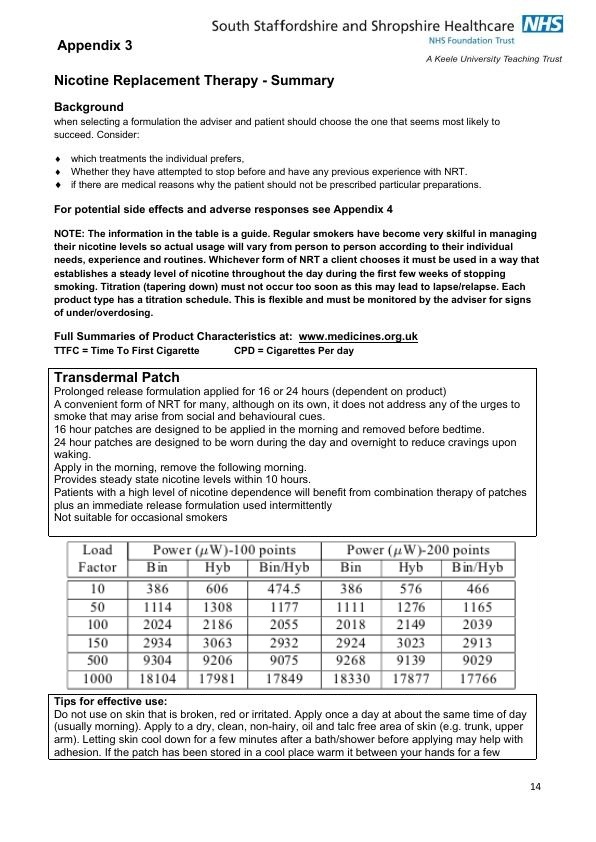 South Staffordshire and Shropshire Healthcare NHS
NHS Foundation Trust
Appendix 3
A Keele University Teaching Trust
Nicotine Replacement Therapy - Summary
Background
when selecting a formulation the adviser and patient should choose the one that seems most likely to
succeed. Consider:
♦ which treatments the individual prefers,
♦ Whether they have attempted to stop before and have any previous experience with NRT.
♦ if there are medical reasons why the patient should not be prescribed particular preparations.
For potential side effects and adverse responses see Appendix 4
NOTE: The information in the table is a guide. Regular smokers have become very skilful in managing
their nicotine levels so actual usage will vary from person to person according to their individual
needs, experience and routines. Whichever form of NRT a client chooses it must be used in a way that
establishes a steady level of nicotine throughout the day during the first few weeks of stopping
smoking. Titration (tapering down) must not occur too soon as this may lead to lapse/relapse. Each
product type has a titration schedule. This is flexible and must be monitored by the adviser for signs
of under/overdosing.
Full Summaries of Product Characteristics at: www.medicines.org.uk
TTFC = Time To First Cigarette CPD = Cigarettes Per day
Transdermal Patch
Prolonged release formulation applied for 16 or 24 hours (dependent on product)
A convenient form of NRT for many, although on its own, it does not address any of the urges to
smoke that may arise from social and behavioural cues.
16 hour patches are designed to be applied in the morning and removed before bedtime.
24 hour patches are designed to be worn during the day and overnight to reduce cravings upon
waking.
Apply in the morning, remove the following morning.
Provides steady state nicotine levels within 10 hours.
Patients with a high level of nicotine dependence will benefit from combination therapy of patches
plus an immediate release formulation used intermittently
Not suitable for occasional smokers
Load Power (μW)-100 points Power (μW)-200 points
Factor Bin Hyb Bin/Hyb Bin Hyb Bin/Hyb
10 386 606 474.5 386 576 466
50 1114 1308 1177 1111 1276 1165
100 2024 2186 2055 2018 2149 2039
150 2934 3063 2932 2924 3023 2913
500 9304 9206 9075 9268 9139 9029
1000 18104 17981 17849 18330 17877 17766
Tips for effective use:
Do not use on skin that is broken, red or irritated. Apply once a day at about the same time of day
(usually morning). Apply to a dry, clean, non-hairy, oil and talc free area of skin (e.g. trunk, upper
arm). Letting skin cool down for a few minutes after a bath/shower before applying may help with
adhesion. If the patch has been stored in a cool place warm it between your hands for a few
14